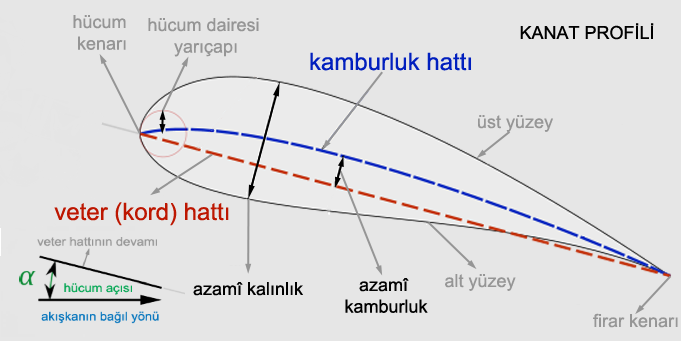 hücum
kenarı
hücum dairesi
yarıçapı
KANAT PROFİLİ
kamburluk hattı
üst yüzey
veter (kord) hattı
veter hattının devamı
α
hücum açısı
akışkanın bağıl yönü
azamî kalınlık
azamî
kamburluk
alt yüzey
firar kenarı